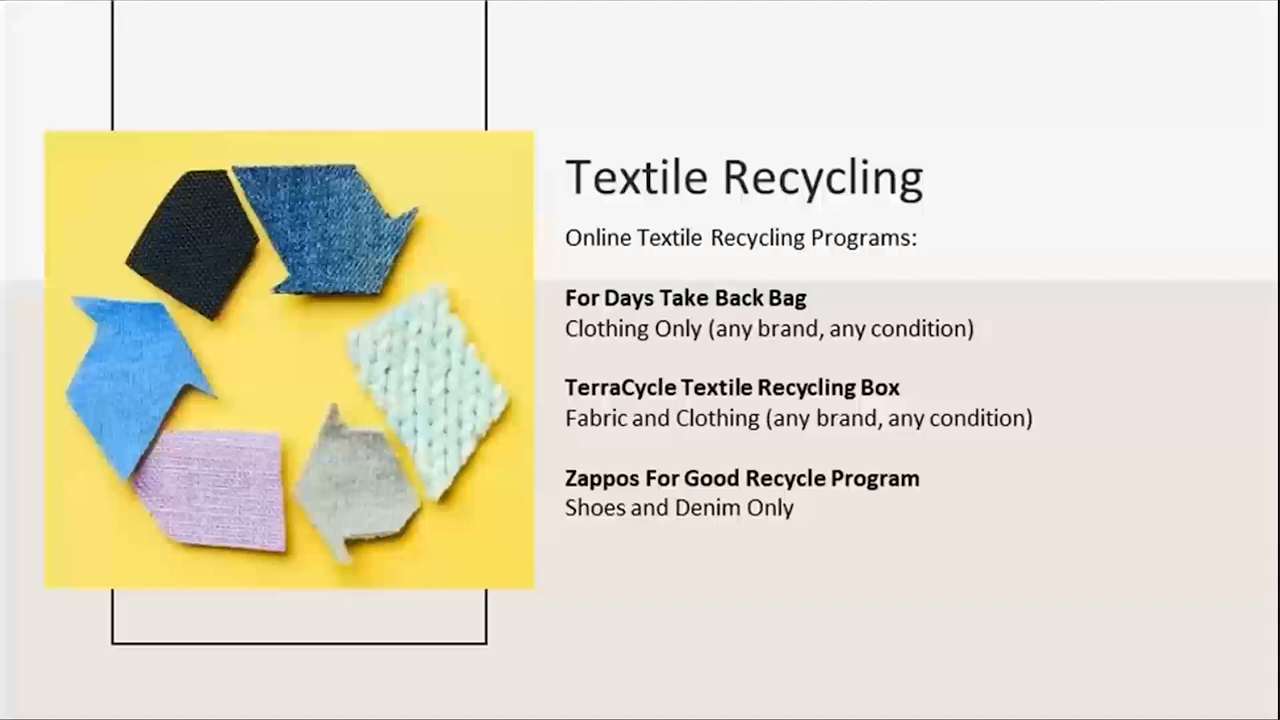 Textile Recycling
Online Textile Recycling Programs:
For Days Take Back Bag
Clothing Only (any brand, any condition)
TerraCycle Textile Recycling Box
Fabric and Clothing (any brand, any condition)
Zappos For Good Recycle Program
Shoes and Denim Only